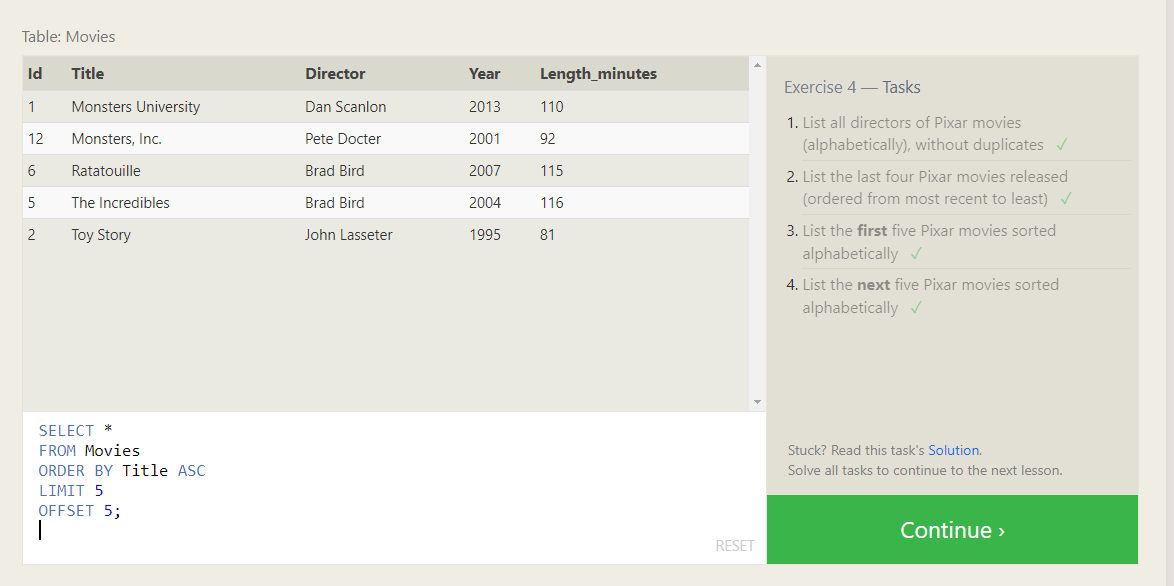 Table: Movies
Id Title Director Year Length_minutes
1 Monsters University Dan Scanlon 2013 110
12 Monsters, Inc. Pete Docter 2001 92
6 Ratatouille Brad Bird 2007 115
5 The Incredibles Brad Bird 2004 116
2 Toy Story John Lasseter 1995 81
SELECT *
FROM Movies
ORDER BY Title ASC
LIMIT 5
OFFSET 5;
RESET
Exercise 4 — Tasks
1. List all directors of Pixar movies
(alphabetically), without duplicates ✓
2. List the last four Pixar movies released
(ordered from most recent to least) ✓
3. List the first five Pixar movies sorted
alphabetically ✓
4. List the next five Pixar movies sorted
alphabetically ✓
Stuck? Read this task's Solution.
Solve all tasks to continue to the next lesson.
Continue ›